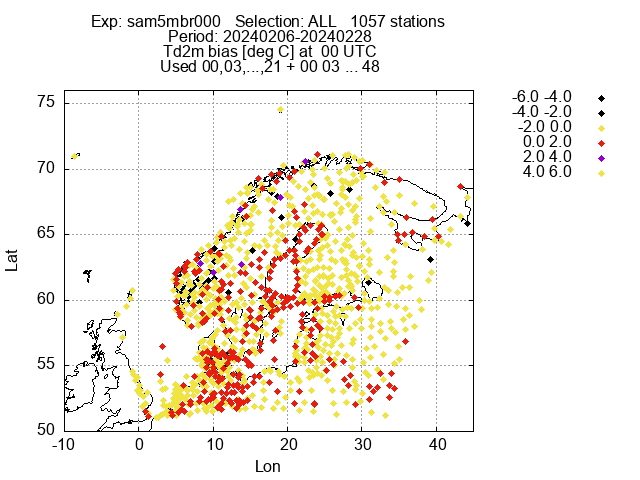 Exp: sam5mbr000   Selection: ALL   1057 stations
Period: 20240206-20240228
Td2m bias [deg C] at  00 UTC
Used 00,03,...,21 + 00 03 ... 48
-6.0 -4.0
-4.0 -2.0
-2.0 0.0
0.0 2.0
2.0 4.0
4.0 6.0
75
70
65
60
55
50
Lat
-10 0 10 20 30 40
Lon